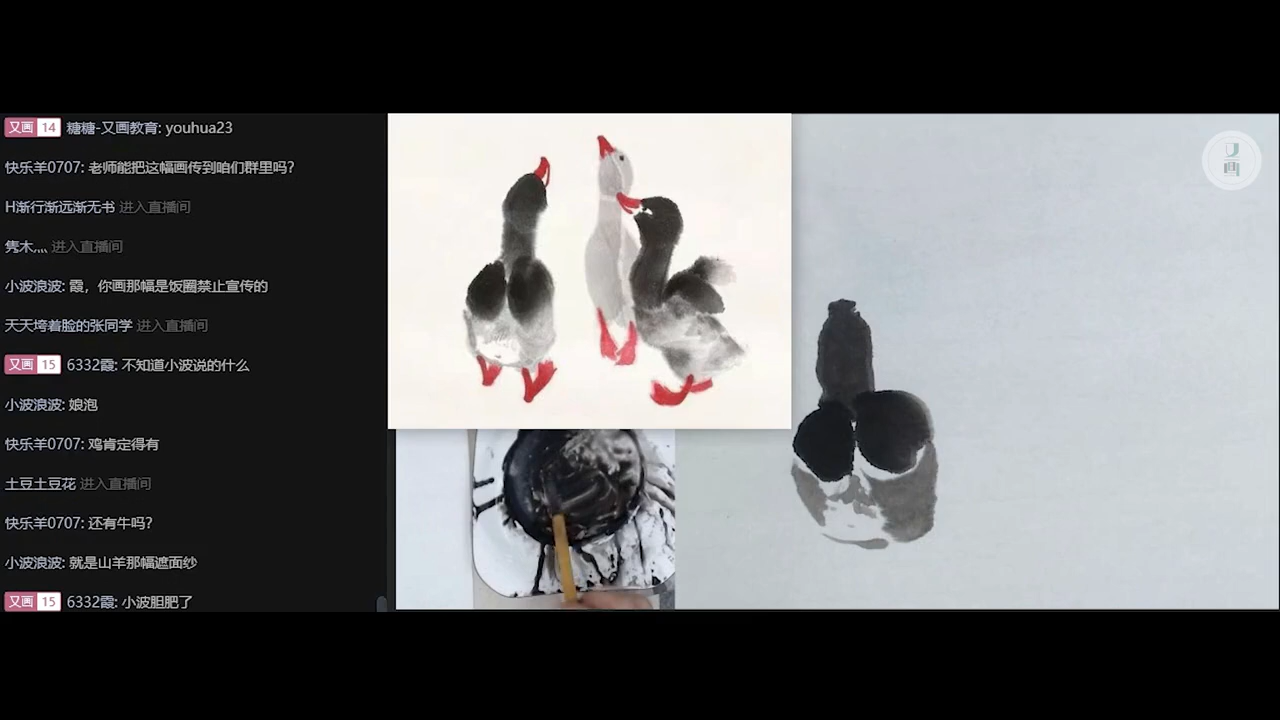 又画 14 糖糖-又画教育: youhua23
快乐羊0707: 老师能把这幅画传到咱们群里吗?
H渐行渐远渐无书 进入直播间
隽木灬 进入直播间
小波浪波: 霞，你画那幅是饭圈禁止宣传的
天天垮着脸的张同学 进入直播间
又画 15 6332霞: 不知道小波说的什么
小波浪波: 娘泡
快乐羊0707: 鸡肯定得有
土豆土豆花 进入直播间
快乐羊0707: 还有牛吗?
小波浪波: 就是山羊那幅遮面纱
又画 15 6332霞: 小波胆肥了
又
画